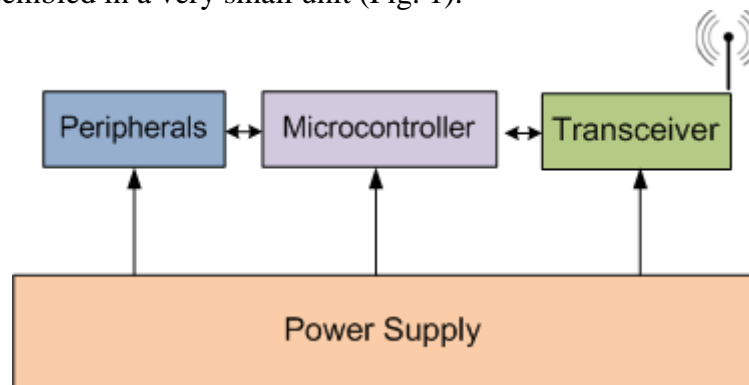 in a very small unit (Fig. 1).
Peripherals
Microcontroller
Transceiver
Power Supply